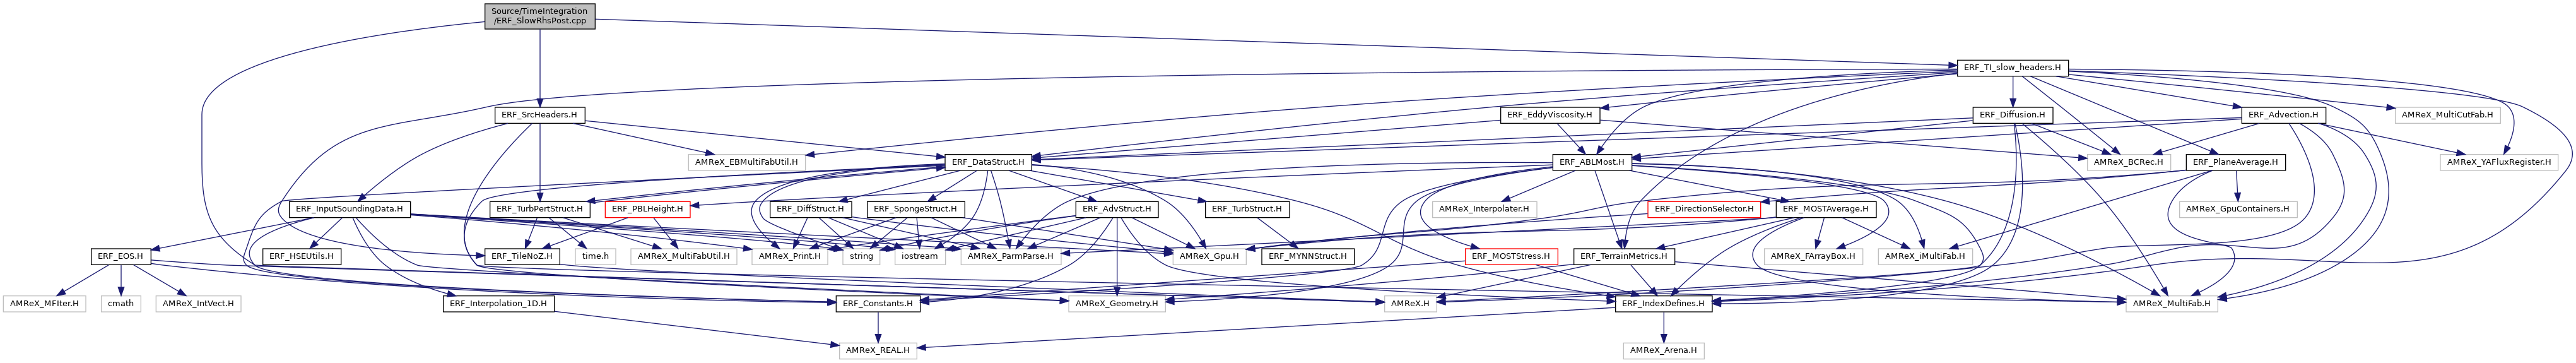 Source/TimeIntegration
/ERF_SlowRhsPost.cpp
ERF_TI_slow_headers.H
ERF_SrcHeaders.H
ERF_EddyViscosity.H
ERF_Diffusion.H
AMReX_MultiCutFab.H
ERF_Advection.H
AMReX_EBMultiFabUtil.H
ERF_DataStruct.H
ERF_ABLMost.H
AMReX_BCRec.H
ERF_PlaneAverage.H
AMReX_YAFluxRegister.H
ERF_InputSoundingData.H
ERF_TurbPertStruct.H
ERF_PBLHeight.H
ERF_DiffStruct.H
ERF_SpongeStruct.H
ERF_AdvStruct.H
ERF_TurbStruct.H
AMReX_Interpolater.H
ERF_DirectionSelector.H
ERF_MOSTAverage.H
AMReX_GpuContainers.H
ERF_EOS.H
ERF_HSEUtils.H
ERF_TileNoZ.H
time.h
AMReX_MultiFabUtil.H
AMReX_Print.H
string
iostream
AMReX_ParmParse.H
AMReX_Gpu.H
ERF_MYNNStruct.H
ERF_MOSTStress.H
ERF_TerrainMetrics.H
AMReX_FArrayBox.H
AMReX_iMultiFab.H
AMReX_MFIter.H
cmath
AMReX_IntVect.H
ERF_Interpolation_1D.H
ERF_Constants.H
AMReX_Geometry.H
AMReX.H
ERF_IndexDefines.H
AMReX_MultiFab.H
AMReX_REAL.H
AMReX_Arena.H